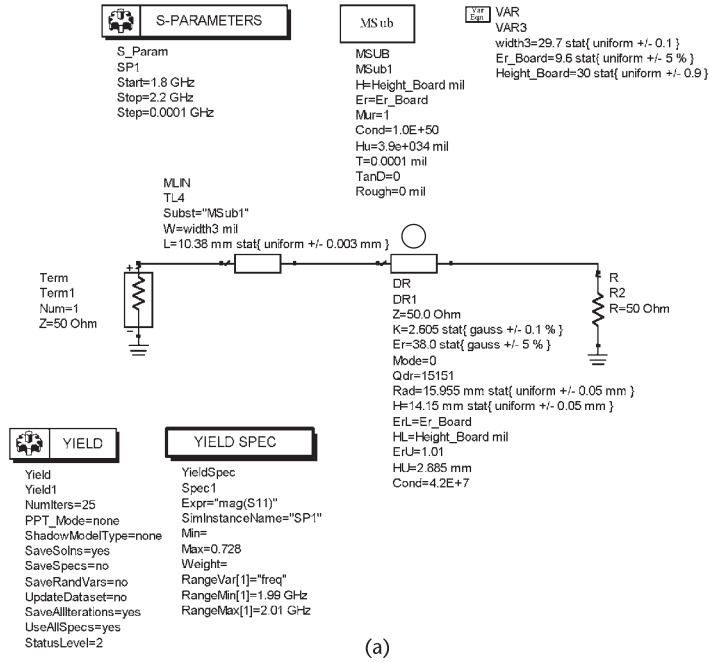 S-PARAMETERS
S_Param
SP1
Start=1.8 GHz
Stop=2.2 GHz
Step=0.0001 GHz
MSub
MSUB
MSub1
H=Height_Board mil
Er=Er_Board
Mur=1
Cond=1.0E+50
Hu=3.9e+034 mil
T=0.0001 mil
TanD=0
Rough=0 mil
Var
Eqn
VAR
VAR3
width3=29.7 stat{ uniform +/- 0.1 }
Er_Board=9.6 stat{ uniform +/- 5 % }
Height_Board=30 stat{ uniform +/- 0.9 }
MLIN
TL4
Subst="MSub1"
W=width3 mil
L=10.38 mm stat{ uniform +/- 0.003 mm }
Term
Term1
Num=1
Z=50 Ohm
+
-
DR
DR1
Z=50.0 Ohm
K=2.605 stat{ gauss +/- 0.1 % }
Er=38.0 stat{ gauss +/- 5 % }
Mode=0
Qdr=15151
Rad=15.955 mm stat{ uniform +/- 0.05 mm }
H=14.15 mm stat{ uniform +/- 0.05 mm }
ErL=Er_Board
HL=Height_Board mil
ErU=1.01
HU=2.885 mm
Cond=4.2E+7
R
R2
R=50 Ohm
YIELD
Yield
Yield1
NumIters=25
PPT_Mode=none
ShadowModelType=none
SaveSolns=yes
SaveSpecs=no
SaveRandVars=no
UpdateDataset=no
SaveAllIterations=yes
UseAllSpecs=yes
StatusLevel=2
YIELD SPEC
YieldSpec
Spec1
Expr="mag(S11)"
SimInstanceName="SP1"
Min=
Max=0.728
Weight=
RangeVar[1]="freq"
RangeMin[1]=1.99 GHz
RangeMax[1]=2.01 GHz
(a)